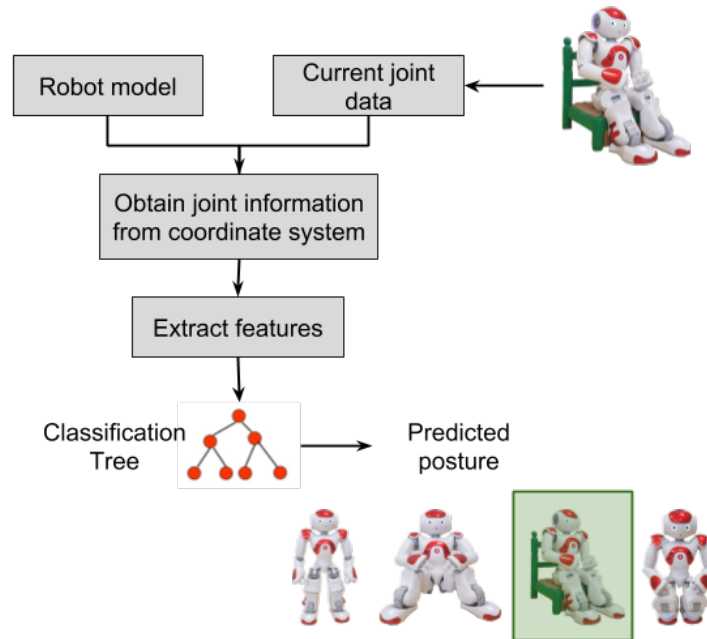 Robot model
Current joint
data
Obtain joint information
from coordinate system
Extract features
Classification
Tree
Predicted
posture